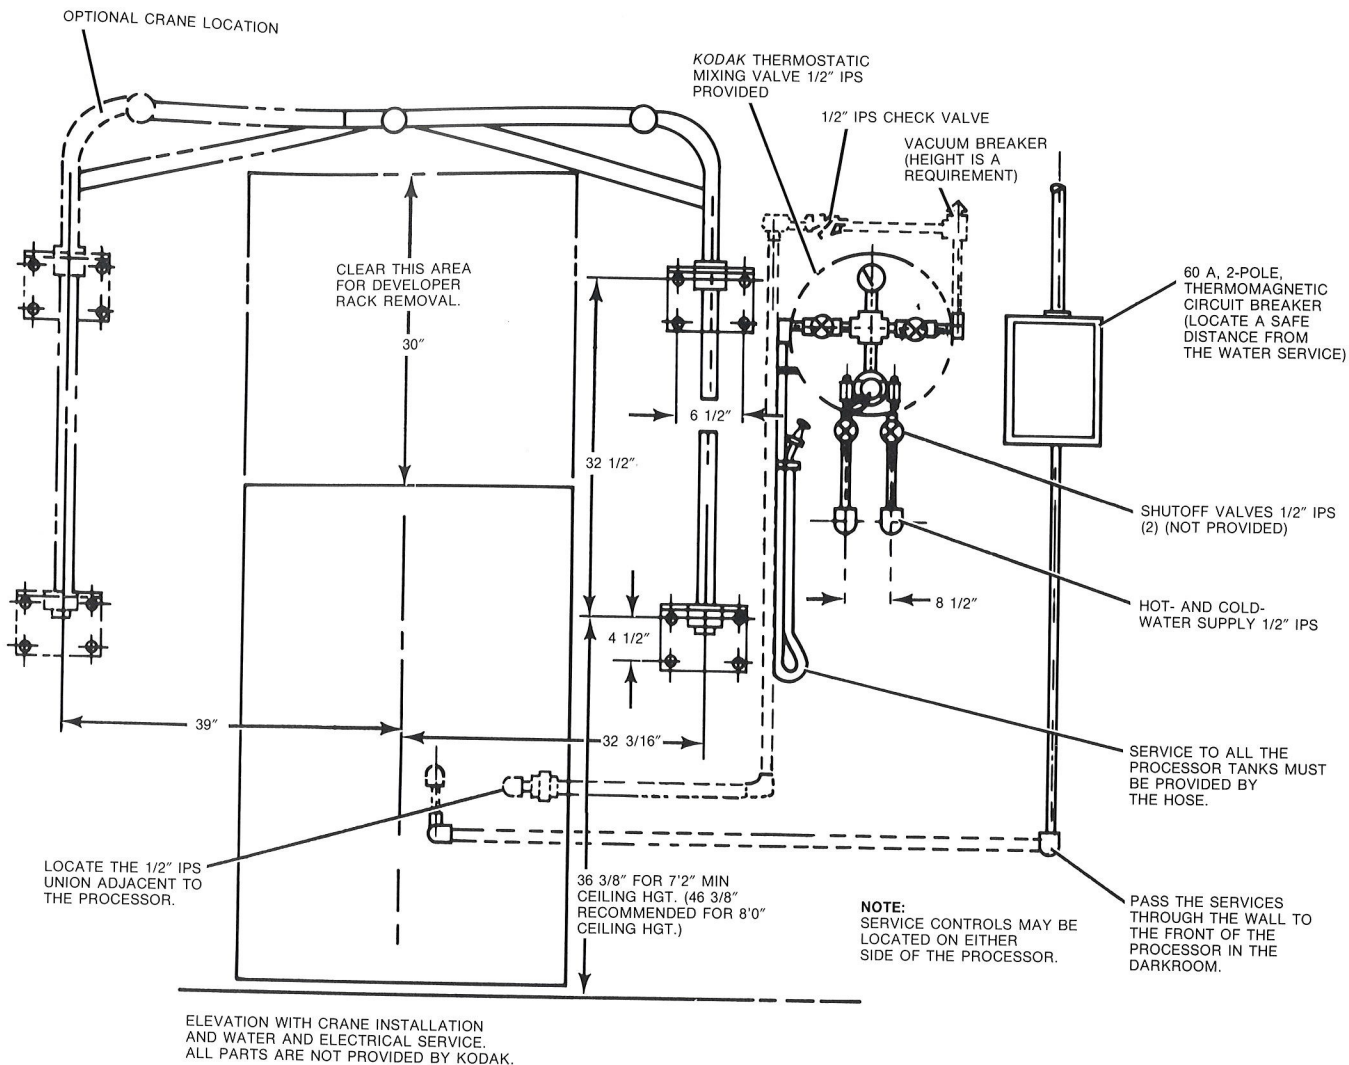 OPTIONAL CRANE LOCATION
KODAK THERMOSTATIC
MIXING VALVE 1/2" IPS
PROVIDED
1/2" IPS CHECK VALVE
VACUUM BREAKER
(HEIGHT IS A
REQUIREMENT)
CLEAR THIS AREA
FOR DEVELOPER
RACK REMOVAL.
30"
60 A, 2-POLE,
THERMOMAGNETIC
CIRCUIT BREAKER
(LOCATE A SAFE
DISTANCE FROM
THE WATER SERVICE)
6 1/2"
32 1/2"
SHUTOFF VALVES 1/2" IPS
(2) (NOT PROVIDED)
8 1/2"
HOT- AND COLD-
WATER SUPPLY 1/2" IPS
4 1/2"
39"
32 3/16"
SERVICE TO ALL THE
PROCESSOR TANKS MUST
BE PROVIDED BY
THE HOSE.
LOCATE THE 1/2" IPS
UNION ADJACENT TO
THE PROCESSOR.
36 3/8" FOR 7'2" MIN
CEILING HGT. (46 3/8"
RECOMMENDED FOR 8'0"
CEILING HGT.)
NOTE:
SERVICE CONTROLS MAY BE
LOCATED ON EITHER
SIDE OF THE PROCESSOR.
PASS THE SERVICES
THROUGH THE WALL TO
THE FRONT OF THE
PROCESSOR IN THE
DARKROOM.
ELEVATION WITH CRANE INSTALLATION
AND WATER AND ELECTRICAL SERVICE.
ALL PARTS ARE NOT PROVIDED BY KODAK.